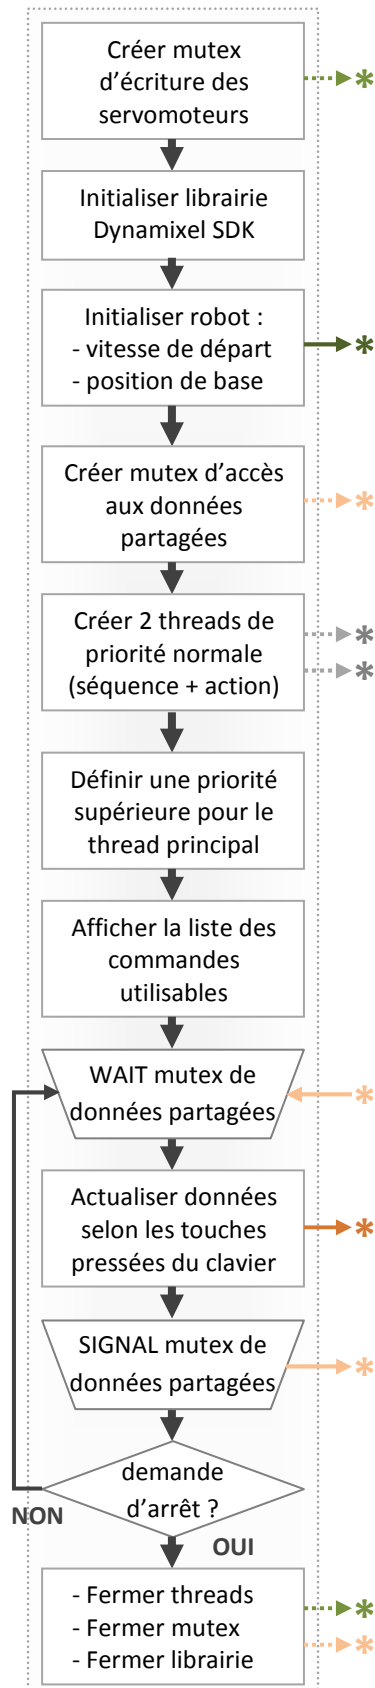 Créer mutex
d'écriture des
servomoteurs
*
Initialiser librairie
Dynamixel SDK
Initialiser robot :
- vitesse de départ
- position de base
*
Créer mutex d'accès
aux données
partagées
*
Créer 2 threads de
priorité normale
(séquence + action)
*
*
Définir une priorité
supérieure pour le
thread principal
Afficher la liste des
commandes
utilisables
WAIT mutex de
données partagées
*
Actualiser données
selon les touches
pressées du clavier
*
SIGNAL mutex de
données partagées
*
demande
d'arrêt ?
NON
OUI
- Fermer threads
- Fermer mutex
- Fermer librairie
*
*